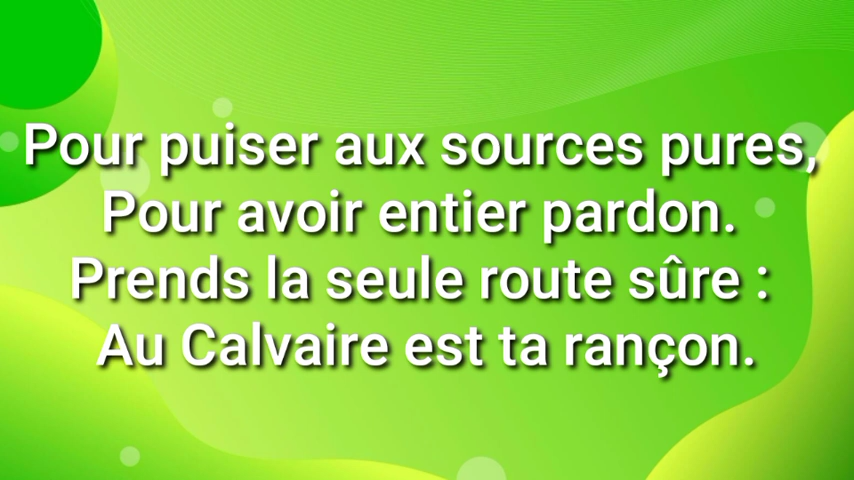 Pour puiser aux sources pures,
Pour avoir entier pardon.
Prends la seule route sûre :
Au Calvaire est ta rançon.